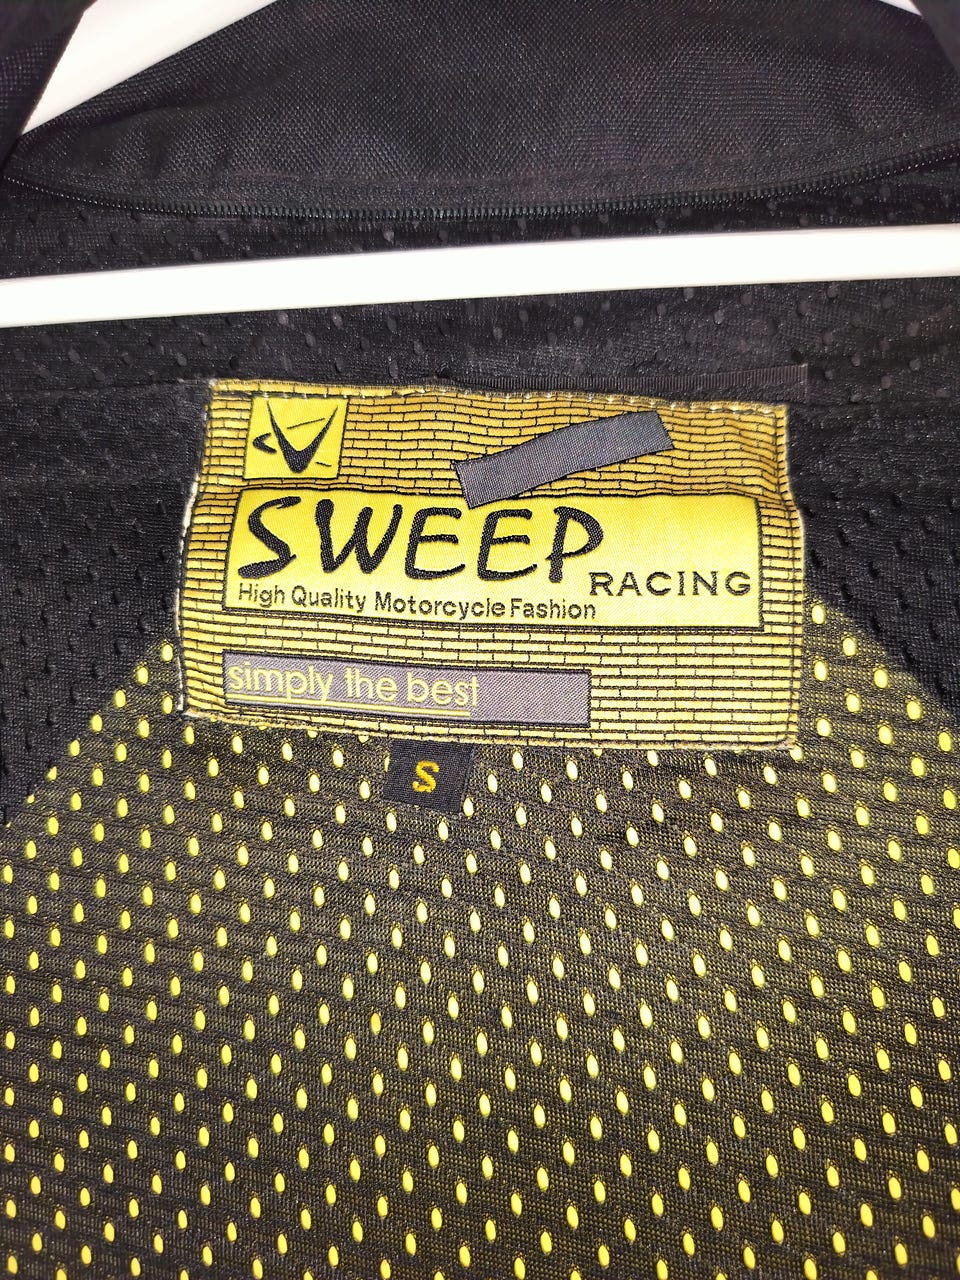 SWEEP
RACING
High Quality Motorcycle Fashion
simply the best
S